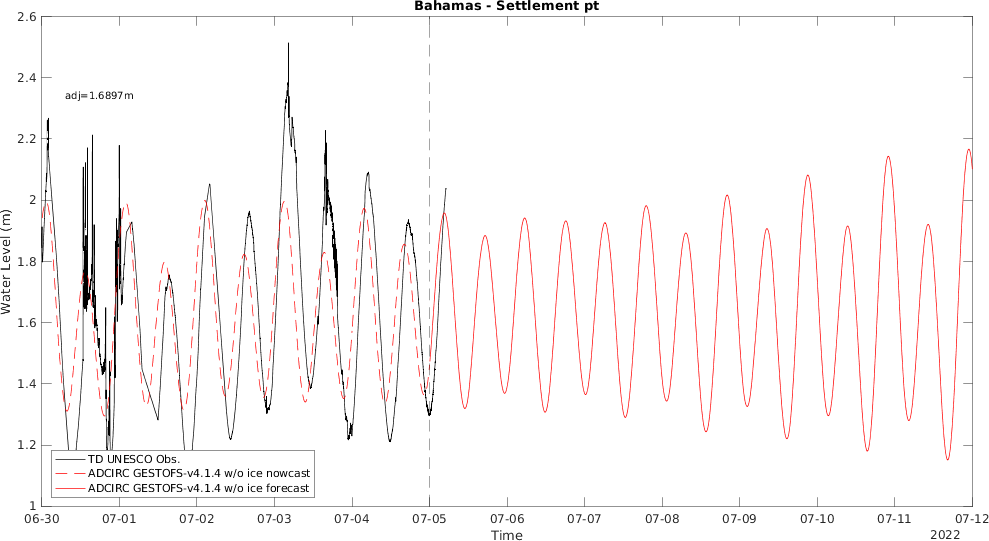 Bahamas - Settlement pt
2.6
2.4
2.2
2
1.8
1.6
1.4
1.2
1
Water Level (m)
adj=1.6897m
TD UNESCO Obs.
ADCIRC GESTOFS-v4.1.4 w/o ice nowcast
ADCIRC GESTOFS-v4.1.4 w/o ice forecast
06-30 07-01 07-02 07-03 07-04 07-05 07-06 07-07 07-08 07-09 07-10 07-11 07-12
Time
2022